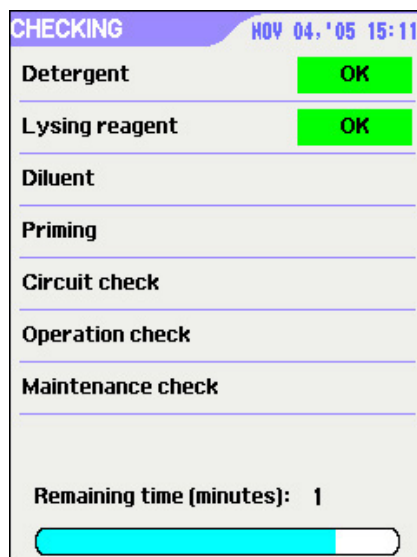 CHECKING NOV 04,'05 15:11
Detergent OK
Lysing reagent OK
Diluent
Priming
Circuit check
Operation check
Maintenance check
Remaining time (minutes): 1